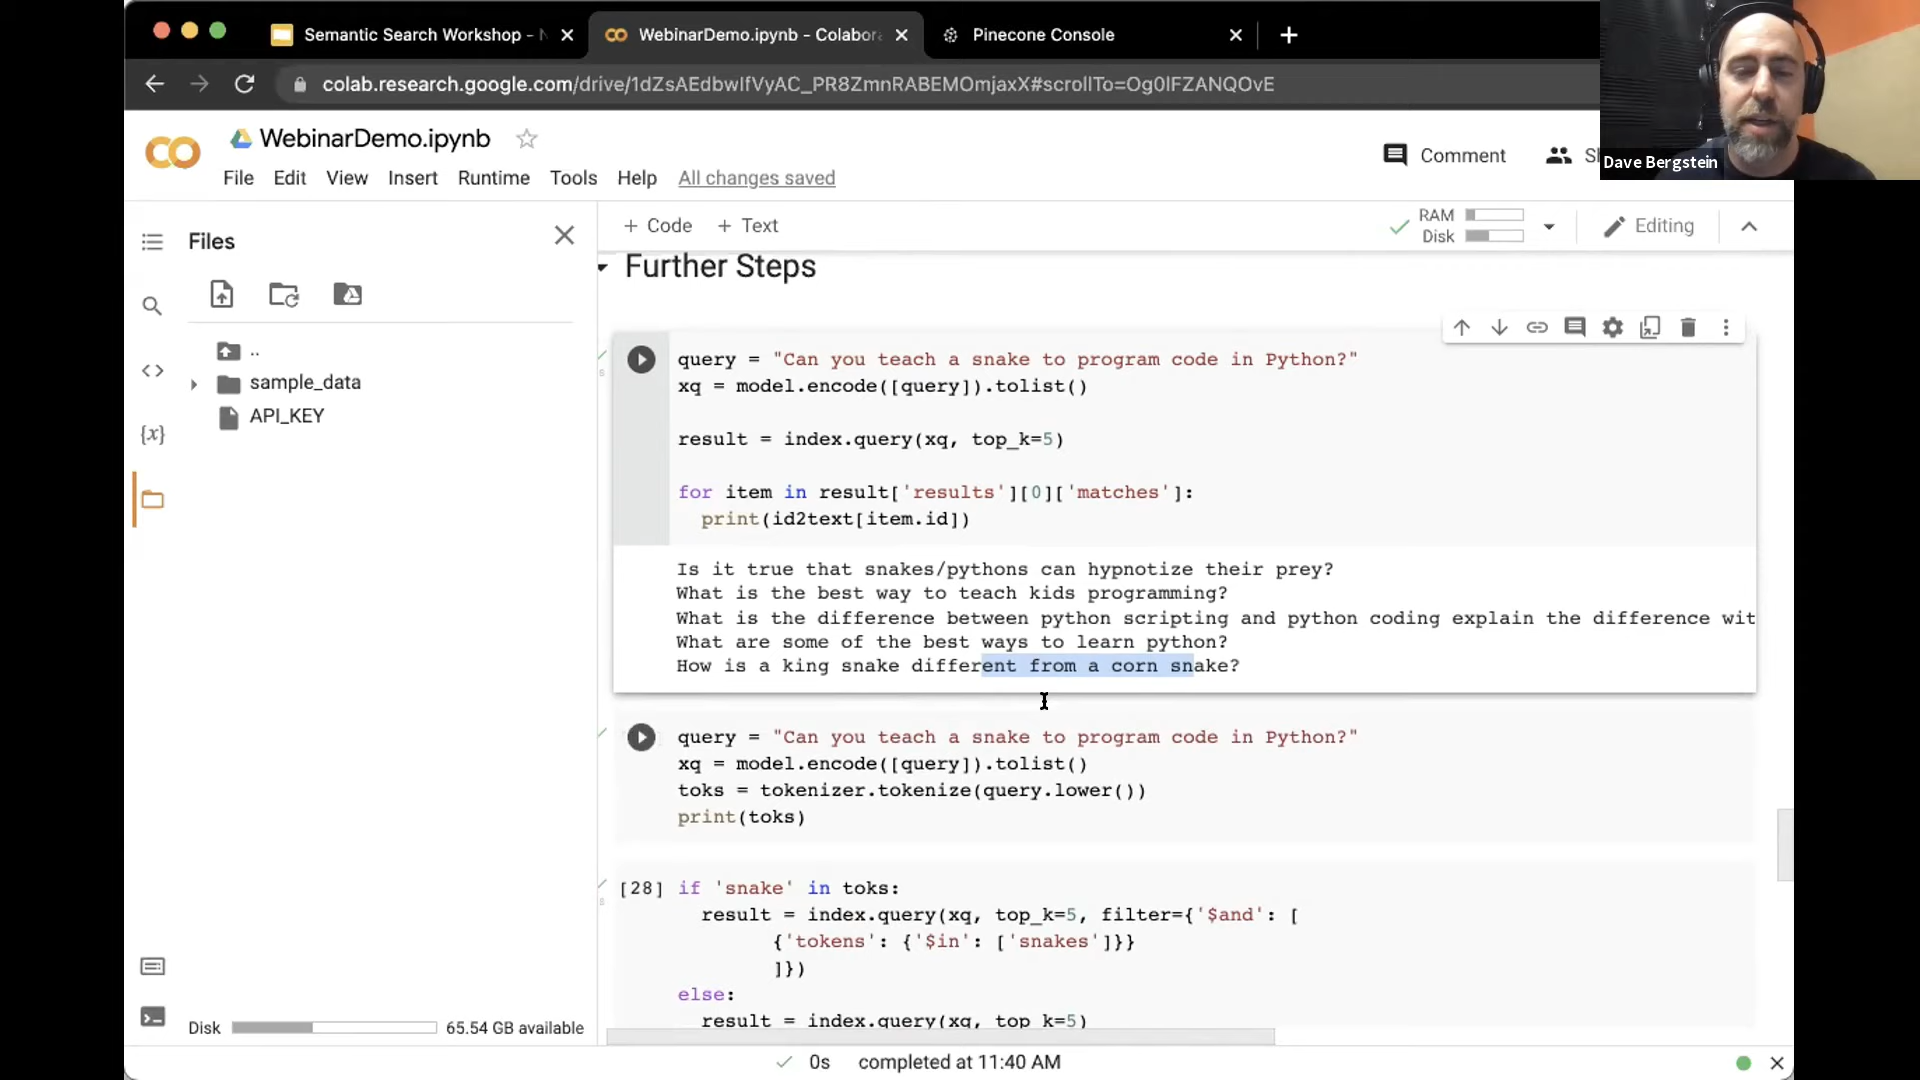 Semantic Search Workshop - N
WebinarDemo.ipynb - Colabor
Pinecone Console
colab.research.google.com/drive/1dZsAEdbwIfVyAC_PR8ZmnRABEMOmjaxX#scrollTo=Og0IFZANQOvE
Dave Bergstein
WebinarDemo.ipynb
File Edit View Insert Runtime Tools Help All changes saved
Comment
Files
+ Code + Text
RAM
Disk
Editing
..
sample_data
API_KEY
Further Steps
query = "Can you teach a snake to program code in Python?"
xq = model.encode([query]).tolist()
result = index.query(xq, top_k=5)
for item in result['results'][0]['matches']:
print(id2text[item.id])
Is it true that snakes/pythons can hypnotize their prey?
What is the best way to teach kids programming?
What is the difference between python scripting and python coding explain the difference wit
What are some of the best ways to learn python?
How is a king snake different from a corn snake?
query = "Can you teach a snake to program code in Python?"
xq = model.encode([query]).tolist()
toks = tokenizer.tokenize(query.lower())
print(toks)
[28] if 'snake' in toks:
result = index.query(xq, top_k=5, filter={'$and': [
{'tokens': {'$in': ['snakes']}}
]})
else:
result = index.query(xq, top_k=5)
Disk 65.54 GB available
0s completed at 11:40 AM